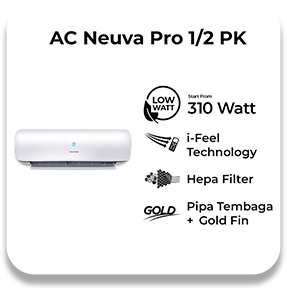 AC Neuva Pro 1/2 PK
LOW
WATT
Start From
310 Watt
i-Feel
Technology
Hepa Filter
GOLD
Pipa Tembaga
+ Gold Fin